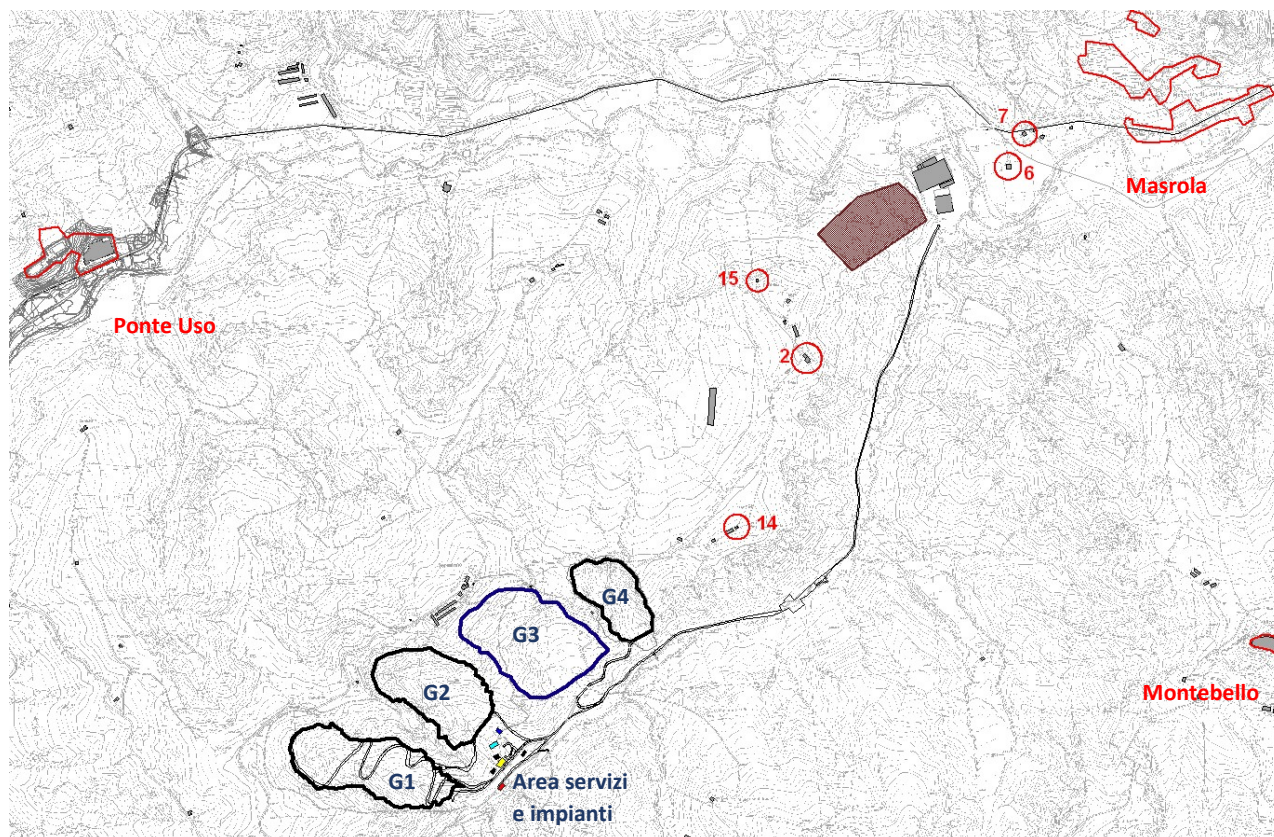 7
6
Masrola
15
Ponte Uso
2
14
G4
G3
G2
Montebello
G1
Area servizi
e impianti